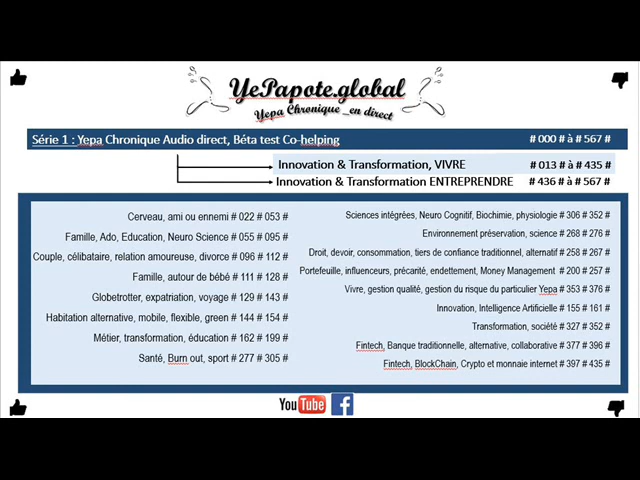 YePapote.global
Yepa Chronique _en direct
Série 1 : Yepa Chronique Audio direct, Béta test Co-helping # 000 # à # 567 #
Innovation & Transformation, VIVRE # 013 # à # 435 #
Innovation & Transformation ENTREPRENDRE # 436 # à # 567 #
Cerveau, ami ou ennemi # 022 # 053 #
Famille, Ado, Education, Neuro Science # 055 # 095 #
Couple, célibataire, relation amoureuse, divorce # 096 # 112 #
Famille, autour de bébé # 111 # 128 #
Globetrotter, expatriation, voyage # 129 # 143 #
Habitation alternative, mobile, flexible, green # 144 # 154 #
Métier, transformation, éducation # 162 # 199 #
Santé, Burn out, sport # 277 # 305 #
Sciences intégrées, Neuro Cognitif, Biochimie, physiologie # 306 # 352 #
Environnement préservation, science # 268 # 276 #
Droit, devoir, consommation, tiers de confiance traditionnel, alternatif # 258 # 267 #
Portefeuille, influenceurs, précarité, endettement, Money Management # 200 # 257 #
Vivre, gestion qualité, gestion du risque du particulier Yepa # 353 # 376 #
Innovation, Intelligence Artificielle # 155 # 161 #
Transformation, société # 327 # 352 #
Fintech, Banque traditionnelle, alternative, collaborative # 377 # 396 #
Fintech, BlockChain, Crypto et monnaie internet # 397 # 435 #
YouTube f